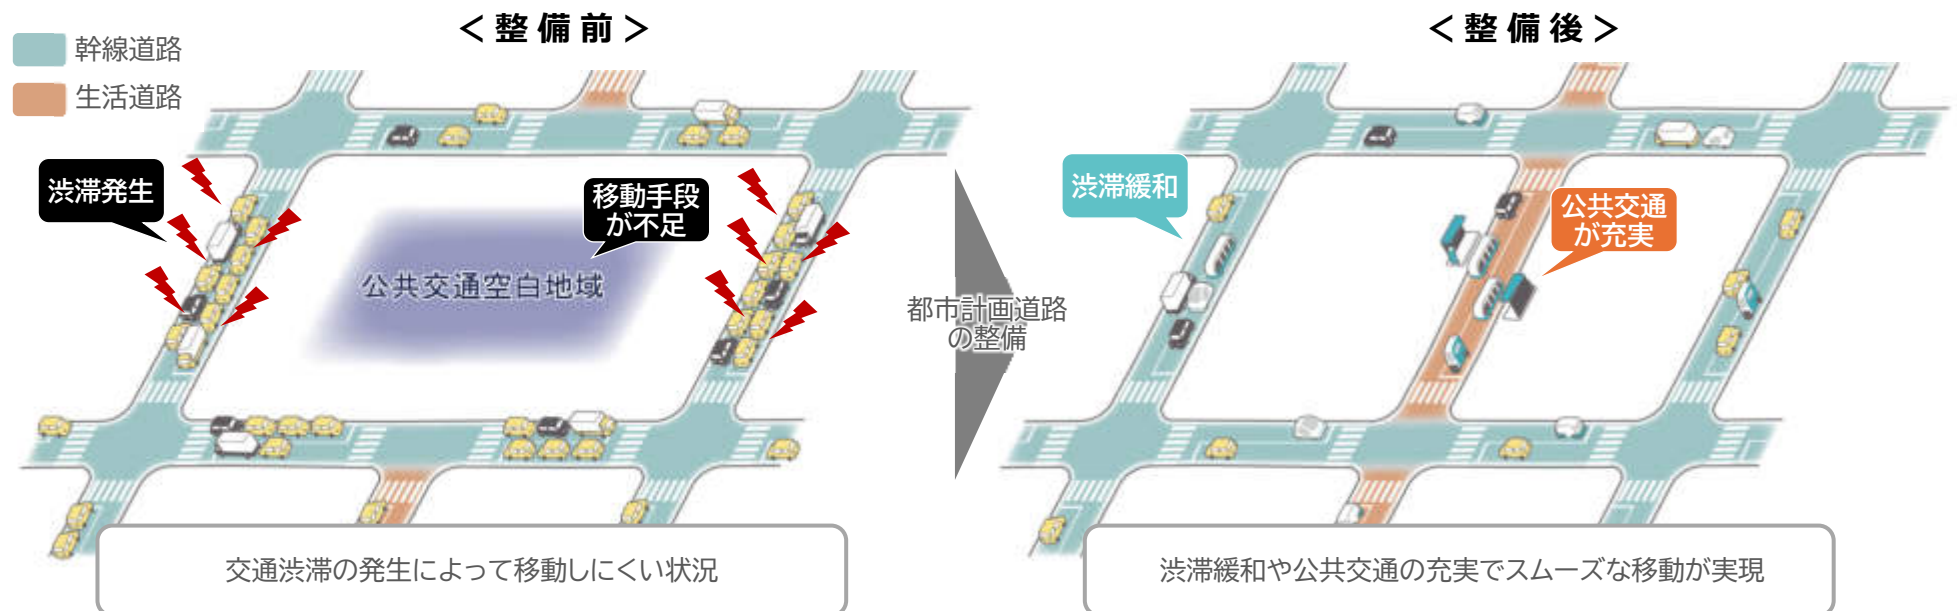 ＜整備前＞
幹線道路
生活道路
渋滞発生
移動手段
が不足
公共交通空白地域
交通渋滞の発生によって移動しにくい状況
都市計画道路
の整備
＜整備後＞
渋滞緩和
公共交通
が充実
渋滞緩和や公共交通の充実でスムーズな移動が実現